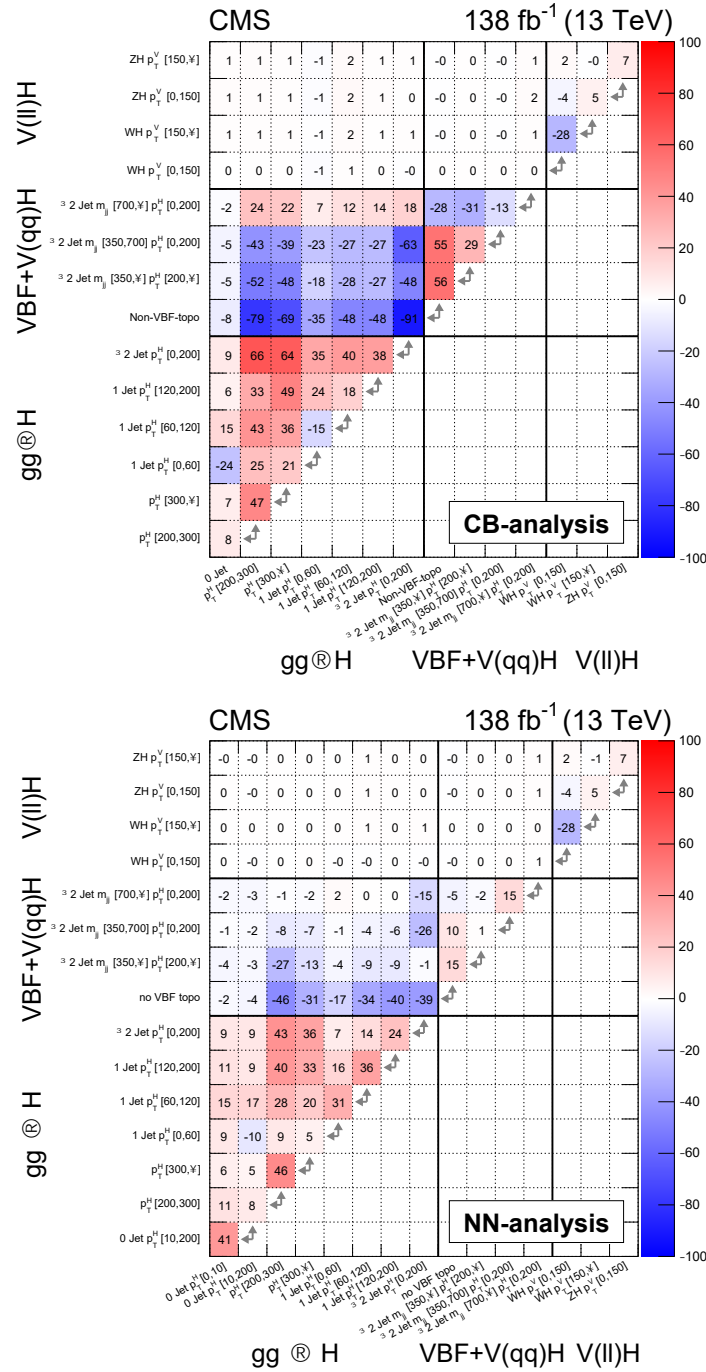 CMS 138 fb-1 (13 TeV)
ZH p_T^V [150,¥] 1 1 1 -1 2 1 1 -0 -0 -0 1 2 -0 7
ZH p_T^V [0,150] 1 1 1 -1 2 1 0 -0 -0 -0 2 -4 5
WH p_T^V [150,¥] 1 1 1 -1 2 1 1 -0 -0 -0 1 -28
WH p_T^V [0,150] 0 0 0 -1 1 0 -0 0 0 0 0
V(ll)H
³ 2 Jet m_jj [700,¥] p_T^H [0,200] -2 24 22 7 12 14 18 -28 -31 -13
³ 2 Jet m_jj [350,700] p_T^H [0,200] -5 -43 -39 -23 -27 -27 -63 55 29
³ 2 Jet m_jj [350,¥] p_T^H [200,¥] -5 -52 -48 -18 -28 -27 -48 56
Non-VBF-topo -8 -79 -69 -35 -48 -48 -91
VBF+V(qq)H
³ 2 Jet p_T^H [0,200] 9 66 64 35 40 38
1 Jet p_T^H [120,200] 6 33 49 24 18
1 Jet p_T^H [60,120] 15 43 36 -15
1 Jet p_T^H [0,60] -24 25 21
p_T^H [300,¥] 7 47
p_T^H [200,300] 8
gg®H
CB-analysis
100
80
60
40
20
0
-20
-40
-60
-80
-100
0 Jet
p_T^H [200,300]
p_T^H [300,¥]
1 Jet p_T^H [0,60]
1 Jet p_T^H [60,120]
1 Jet p_T^H [120,200]
³ 2 Jet p_T^H [0,200]
Non-VBF-topo
³ 2 Jet m_jj [350,¥] p_T^H [200,¥]
³ 2 Jet m_jj [350,700] p_T^H [0,200]
³ 2 Jet m_jj [700,¥] p_T^H [0,200]
WH p_T^V [0,150]
WH p_T^V [150,¥]
ZH p_T^V [0,150]
gg®H VBF+V(qq)H V(ll)H
CMS 138 fb-1 (13 TeV)
ZH p_T^V [150,¥] -0 -0 0 0 0 1 0 0 -0 0 0 1 2 -1 7
ZH p_T^V [0,150] -0 -0 0 0 0 1 0 0 -0 0 0 1 -4 5
WH p_T^V [150,¥] -0 -0 0 0 0 1 0 1 0 0 0 0 -28
WH p_T^V [0,150] 0 -0 -0 -0 -0 -0 -0 0 -0 0 0 1
V(ll)H
³ 2 Jet m_jj [700,¥] p_T^H [0,200] -2 -3 -1 -2 2 0 0 -15 -5 -2 15
³ 2 Jet m_jj [350,700] p_T^H [0,200] -1 -2 -8 -7 -1 -4 -6 -26 10 1
³ 2 Jet m_jj [350,¥] p_T^H [200,¥] -4 -3 -27 -13 -4 -9 -9 -1 15
no VBF topo -2 -4 -46 -31 -17 -34 -40 -39
VBF+V(qq)H
³ 2 Jet p_T^H [0,200] 9 9 43 36 7 14 24
1 Jet p_T^H [120,200] 11 9 40 33 16 36
1 Jet p_T^H [60,120] 15 17 28 20 31
1 Jet p_T^H [0,60] 9 -10 9 5
p_T^H [300,¥] 6 5 46
p_T^H [200,300] 11 8
0 Jet p_T^H [10,200] 41
gg ® H
NN-analysis
100
80
60
40
20
0
-20
-40
-60
-80
-100
0 Jet p_T^H [0,10]
0 Jet p_T^H [10,200]
p_T^H [200,300]
p_T^H [300,¥]
1 Jet p_T^H [0,60]
1 Jet p_T^H [60,120]
1 Jet p_T^H [120,200]
³ 2 Jet p_T^H [0,200]
no VBF topo
³ 2 Jet m_jj [350,¥] p_T^H [200,¥]
³ 2 Jet m_jj [350,700] p_T^H [0,200]
³ 2 Jet m_jj [700,¥] p_T^H [0,200]
WH p_T^V [0,150]
WH p_T^V [150,¥]
ZH p_T^V [0,150]
gg ® H VBF+V(qq)H V(ll)H